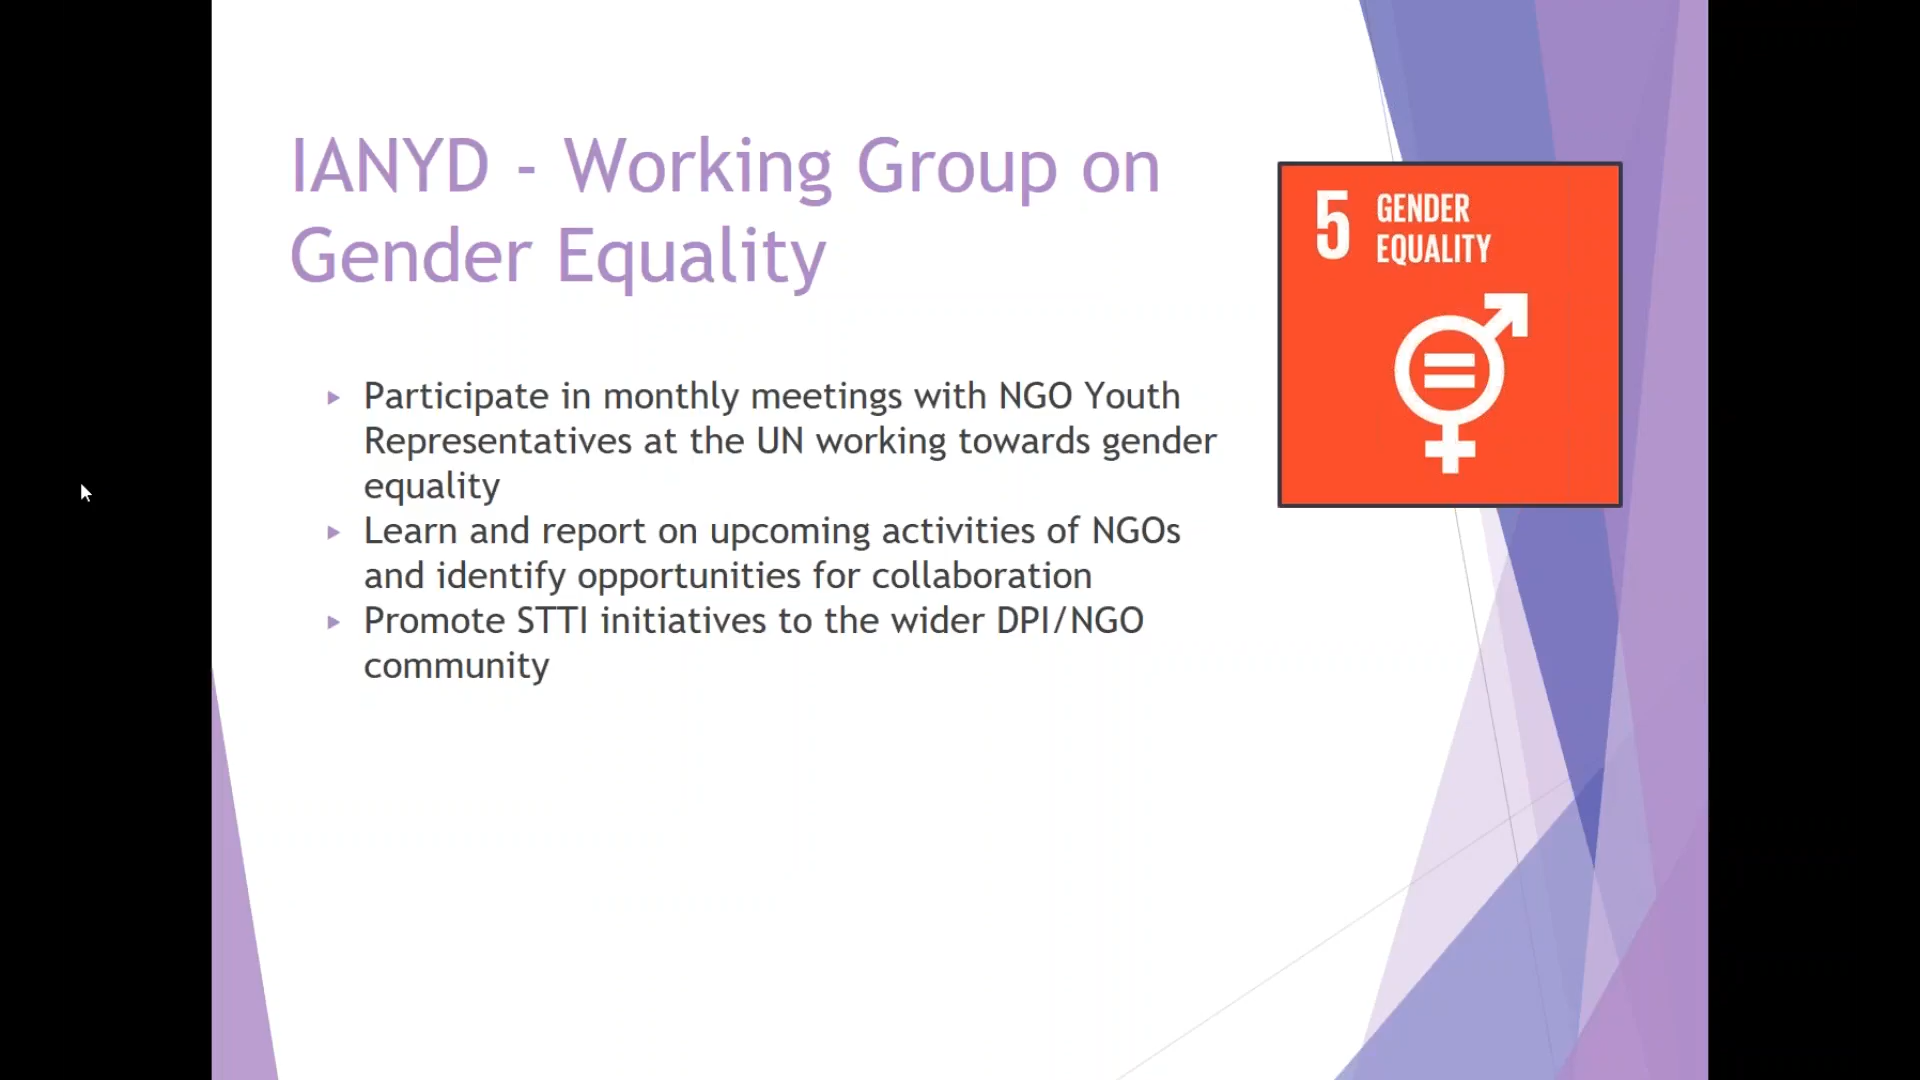 IANYD - Working Group on
Gender Equality
Participate in monthly meetings with NGO Youth
Representatives at the UN working towards gender
equality
Learn and report on upcoming activities of NGOs
and identify opportunities for collaboration
Promote STTI initiatives to the wider DPI/NGO
community
5 GENDER
EQUALITY